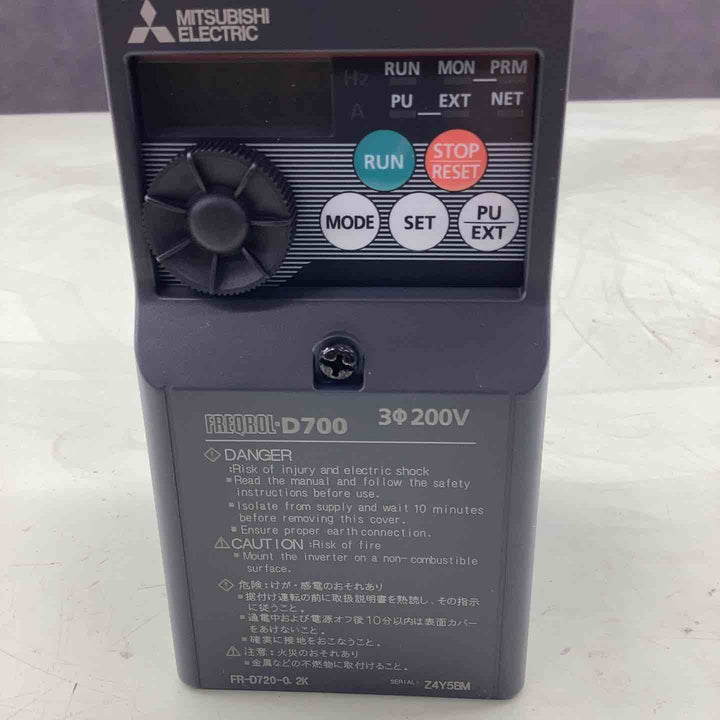 MITSUBISHI
ELECTRIC
Hz RUN MON PRM
A PU EXT NET
RUN STOP
RESET
MODE SET PU
EXT
FREQROL-D700 3Φ200V
DANGER
:Risk of injury and electric shock
Read the manual and follow the safety
instructions before use.
Isolate from supply and wait 10 minutes
before removing this cover.
Ensure proper earth connection.
CAUTION :Risk of fire
Mount the inverter on a non-combustible
surface.
危険:けが・感電のおそれあり
据付け運転の前に取扱説明書を熟読し、その指示
に従うこと。
通電中および電源オフ後10分以内は表面カバー
をあけないこと。
確実に接地をおこなうこと。
注意:火災のおそれあり
金属などの不燃物に取付けること。
FR-D720-0.2K SERIAL: Z4Y5BM